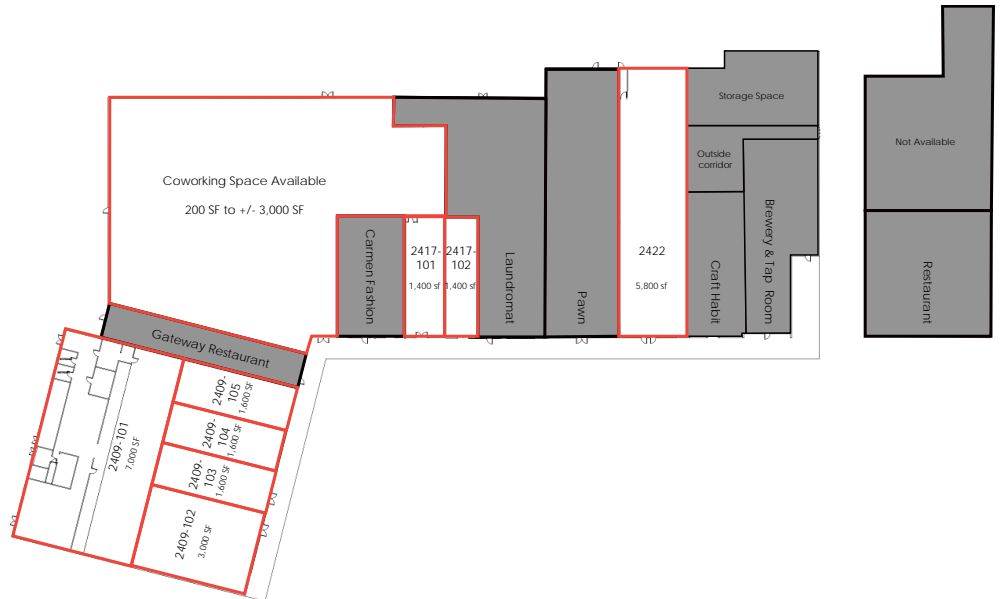 Storage Space
Outside
corridor
Not Available
Coworking Space Available
200 SF to +/- 3,000 SF
Carmen Fashion
2417-
101
1,400 sf
2417-
102
1,400 sf
Laundromat
Pawn
2422
5,800 sf
Craft Habit
Brewery & Tap Room
Restaurant
Gateway Restaurant
2409-101
7,000 SF
2409-
105
1,600 SF
2409-
104
1,600 SF
2409-
103
1,600 SF
2409-102
3,000 SF